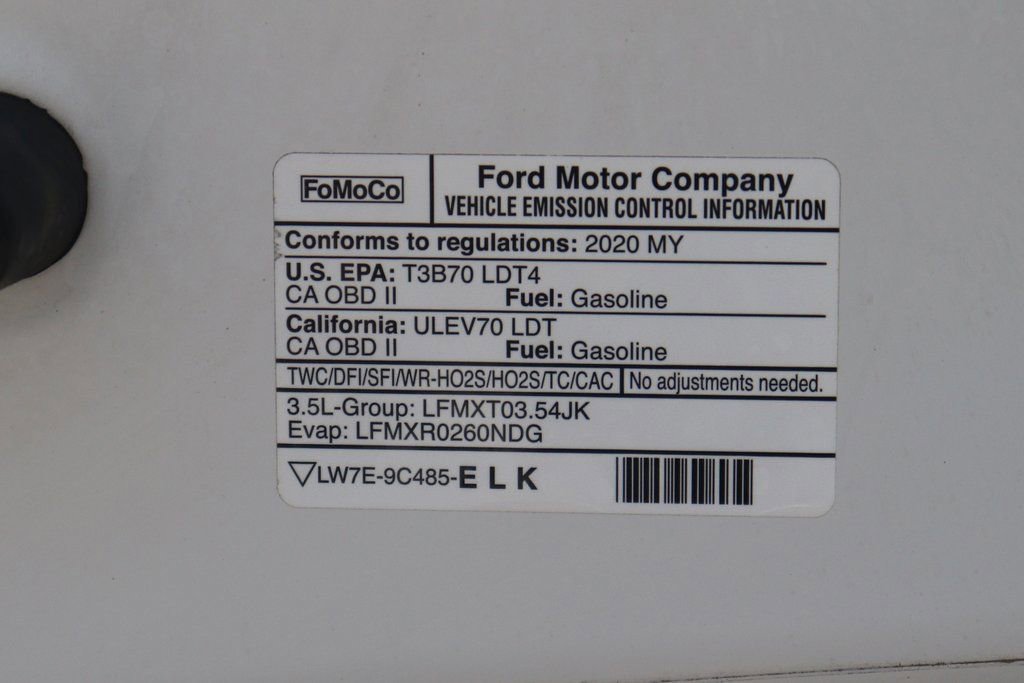 FoMoCo
Ford Motor Company
VEHICLE EMISSION CONTROL INFORMATION
Conforms to regulations: 2020 MY
U.S. EPA: T3B70 LDT4
CA OBD II Fuel: Gasoline
California: ULEV70 LDT
CA OBD II Fuel: Gasoline
TWC/DFI/SFI/WR-HO2S/HO2S/TC/CAC No adjustments needed.
3.5L-Group: LFMXT03.54JK
Evap: LFMXR0260NDG
▽LW7E-9C485-E L K